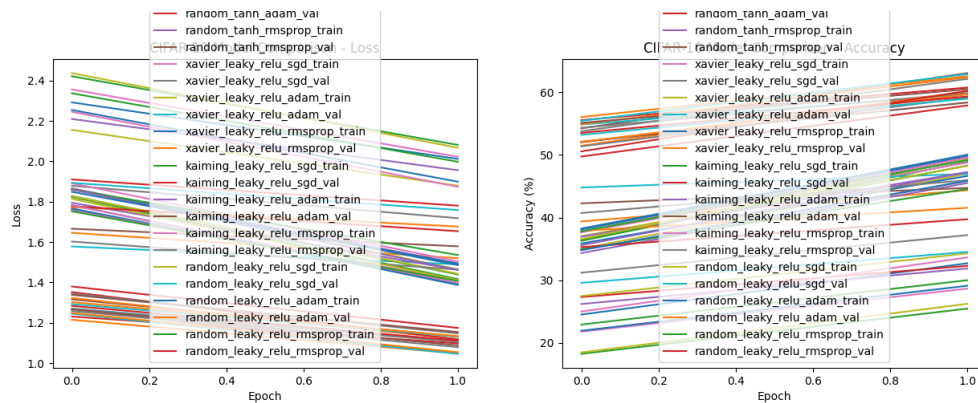 random_tanh_adam_val
random_tanh_rmsprop_train
random_tanh_rmsprop_val
xavier_leaky_relu_sgd_train
xavier_leaky_relu_sgd_val
xavier_leaky_relu_adam_train
xavier_leaky_relu_adam_val
xavier_leaky_relu_rmsprop_train
xavier_leaky_relu_rmsprop_val
kaiming_leaky_relu_sgd_train
kaiming_leaky_relu_sgd_val
kaiming_leaky_relu_adam_train
kaiming_leaky_relu_adam_val
kaiming_leaky_relu_rmsprop_train
kaiming_leaky_relu_rmsprop_val
random_leaky_relu_sgd_train
random_leaky_relu_sgd_val
random_leaky_relu_adam_train
random_leaky_relu_adam_val
random_leaky_relu_rmsprop_train
random_leaky_relu_rmsprop_val
- Loss
Loss
2.4
2.2
2.0
1.8
1.6
1.4
1.2
1.0
0.0 0.2 0.4 0.6 0.8 1.0
Epoch
random_tanh_adam_val
random_tanh_rmsprop_train
random_tanh_rmsprop_val
xavier_leaky_relu_sgd_train
xavier_leaky_relu_sgd_val
xavier_leaky_relu_adam_train
xavier_leaky_relu_adam_val
xavier_leaky_relu_rmsprop_train
xavier_leaky_relu_rmsprop_val
kaiming_leaky_relu_sgd_train
kaiming_leaky_relu_sgd_val
kaiming_leaky_relu_adam_train
kaiming_leaky_relu_adam_val
kaiming_leaky_relu_rmsprop_train
kaiming_leaky_relu_rmsprop_val
random_leaky_relu_sgd_train
random_leaky_relu_sgd_val
random_leaky_relu_adam_train
random_leaky_relu_adam_val
random_leaky_relu_rmsprop_train
random_leaky_relu_rmsprop_val
Accuracy
Accuracy (%)
60
50
40
30
20
0.0 0.2 0.4 0.6 0.8 1.0
Epoch